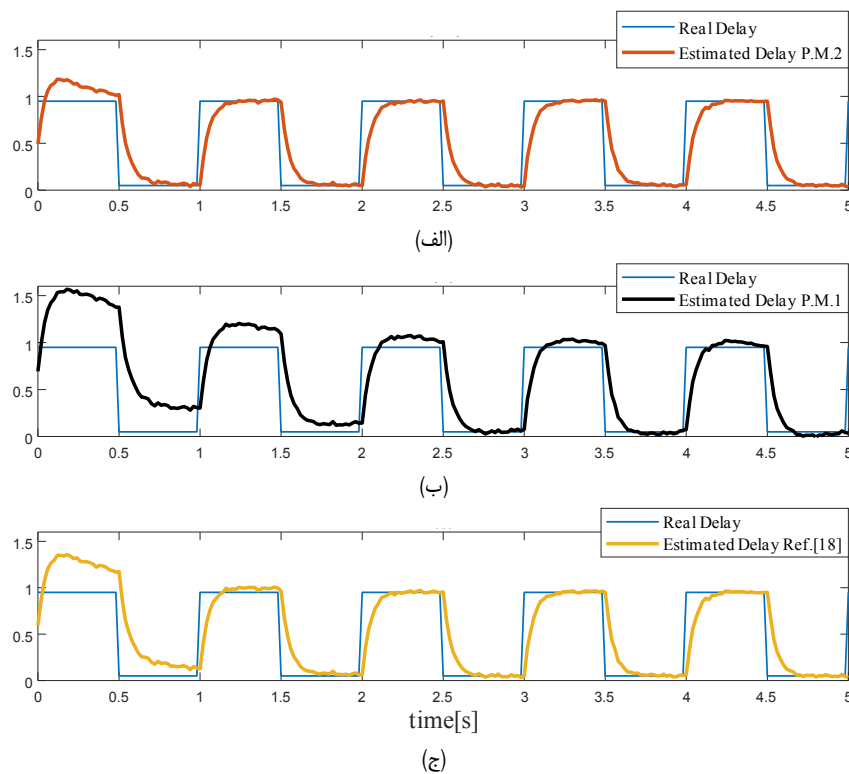 Real Delay
Estimated Delay P.M.2
1.5
1
0.5
0
0 0.5 1 1.5 2 2.5 3 3.5 4 4.5 5
(الف)
Real Delay
Estimated Delay P.M.1
1.5
1
0.5
0
0 0.5 1 1.5 2 2.5 3 3.5 4 4.5 5
(ب)
Real Delay
Estimated Delay Ref.[18]
1.5
1
0.5
0
0 0.5 1 1.5 2 2.5 3 3.5 4 4.5 5
time[s]
(ج)